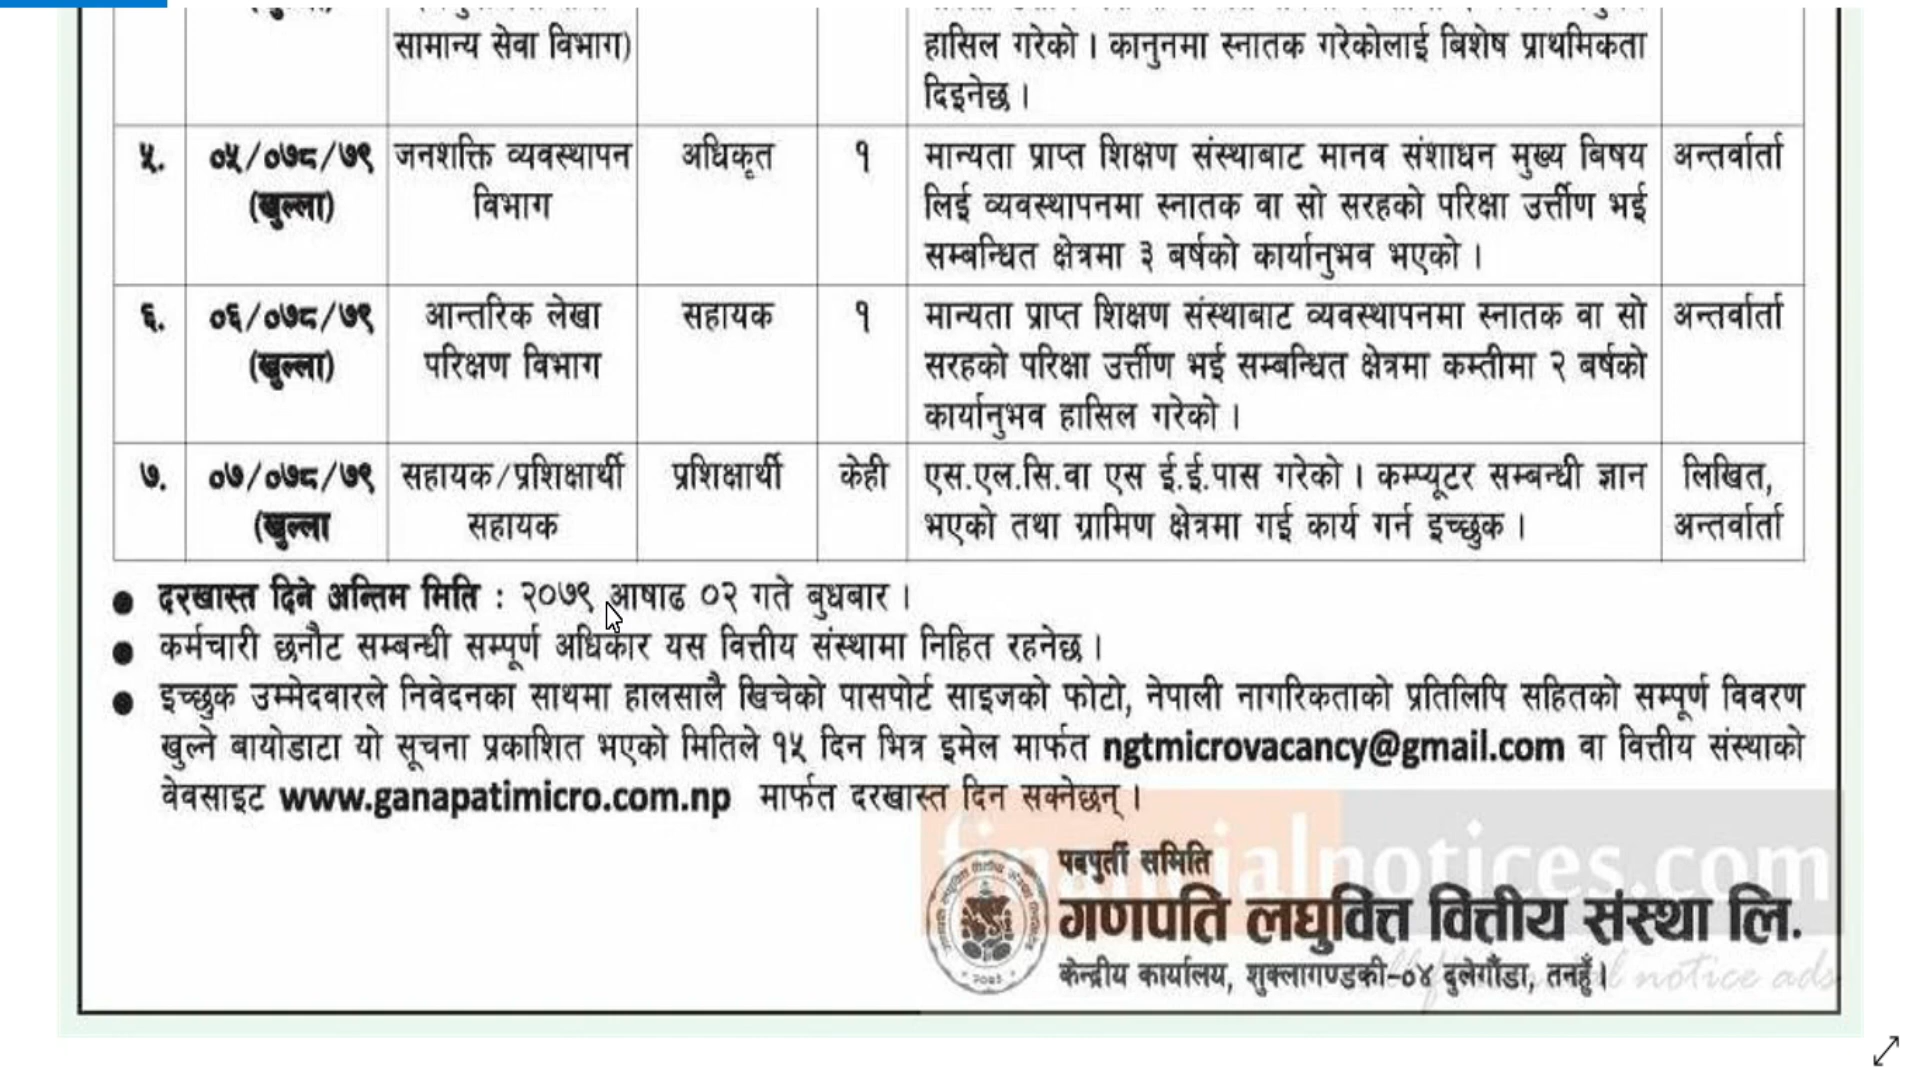 सामान्य सेवा विभाग)
हासिल गरेको । कानुनमा स्नातक गरेकोलाई बिशेष प्राथमिकता
दिइनेछ ।
५. ०५/०७८/७९ जनशक्ति व्यवस्थापन अधिकृत १ मान्यता प्राप्त शिक्षण संस्थाबाट मानव संशाधन मुख्य बिषय अन्तर्वार्ता
(खुल्ला) विभाग लिई व्यवस्थापनमा स्नातक वा सो सरहको परिक्षा उर्त्तीण भई
सम्बन्धित क्षेत्रमा ३ बर्षको कार्यानुभव भएको ।
६. ०६/०७८/७९ आन्तरिक लेखा सहायक १ मान्यता प्राप्त शिक्षण संस्थाबाट व्यवस्थापनमा स्नातक वा सो अन्तर्वार्ता
(खुल्ला) परिक्षण विभाग सरहको परिक्षा उर्त्तीण भई सम्बन्धित क्षेत्रमा कम्तीमा २ बर्षको
कार्यानुभव हासिल गरेको ।
७. ०७/०७८/७९ सहायक/प्रशिक्षार्थी प्रशिक्षार्थी केही एस.एल.सि.वा एस ई.ई.पास गरेको । कम्प्यूटर सम्बन्धी ज्ञान लिखित,
(खुल्ला सहायक भएको तथा ग्रामिण क्षेत्रमा गई कार्य गर्न इच्छुक । अन्तर्वार्ता
● दरखास्त दिने अन्तिम मिति : २०७९ आषाढ ०२ गते बुधबार ।
● कर्मचारी छनौट सम्बन्धी सम्पूर्ण अधिकार यस वित्तीय संस्थामा निहित रहनेछ ।
● इच्छुक उम्मेदवारले निवेदनका साथमा हालसालै खिचेको पासपोर्ट साइजको फोटो, नेपाली नागरिकताको प्रतिलिपि सहितको सम्पूर्ण विवरण
खुल्ने बायोडाटा यो सूचना प्रकाशित भएको मितिले १५ दिन भित्र इमेल मार्फत ngtmicrovacancy@gmail.com वा वित्तीय संस्थाको
वेवसाइट www.ganapatimicro.com.np मार्फत दरखास्त दिन सक्नेछन् ।
financialnotices.com
पदपुर्ती समिति
गणपति लघुवित्त वित्तीय संस्था लि.
केन्द्रीय कार्यालय, शुक्लागण्डकी-०४ दुलेगौंडा, तनहुँ ।
notice ads